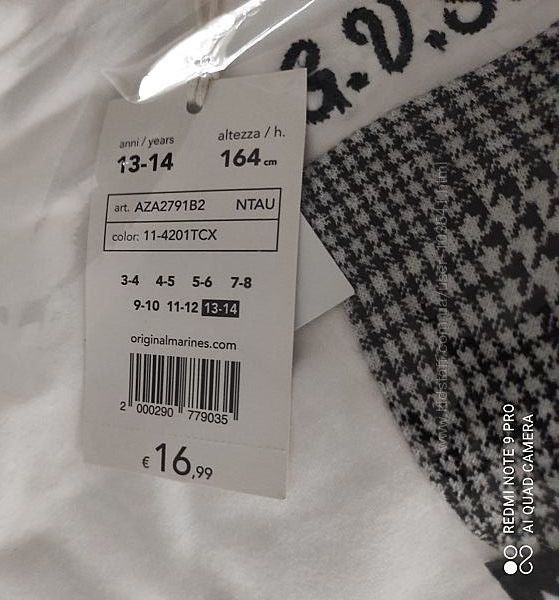 G.V.
anni / years
altezza / h.
13-14
164 cm
art. AZA2791B2 NTAU
color: 11-4201TCX
3-4 4-5 5-6 7-8
9-10 11-12 13-14
originalmarines.com
2 000290 779035
€ 16,99
REDMI NOTE 9 PRO
AI QUAD CAMERA